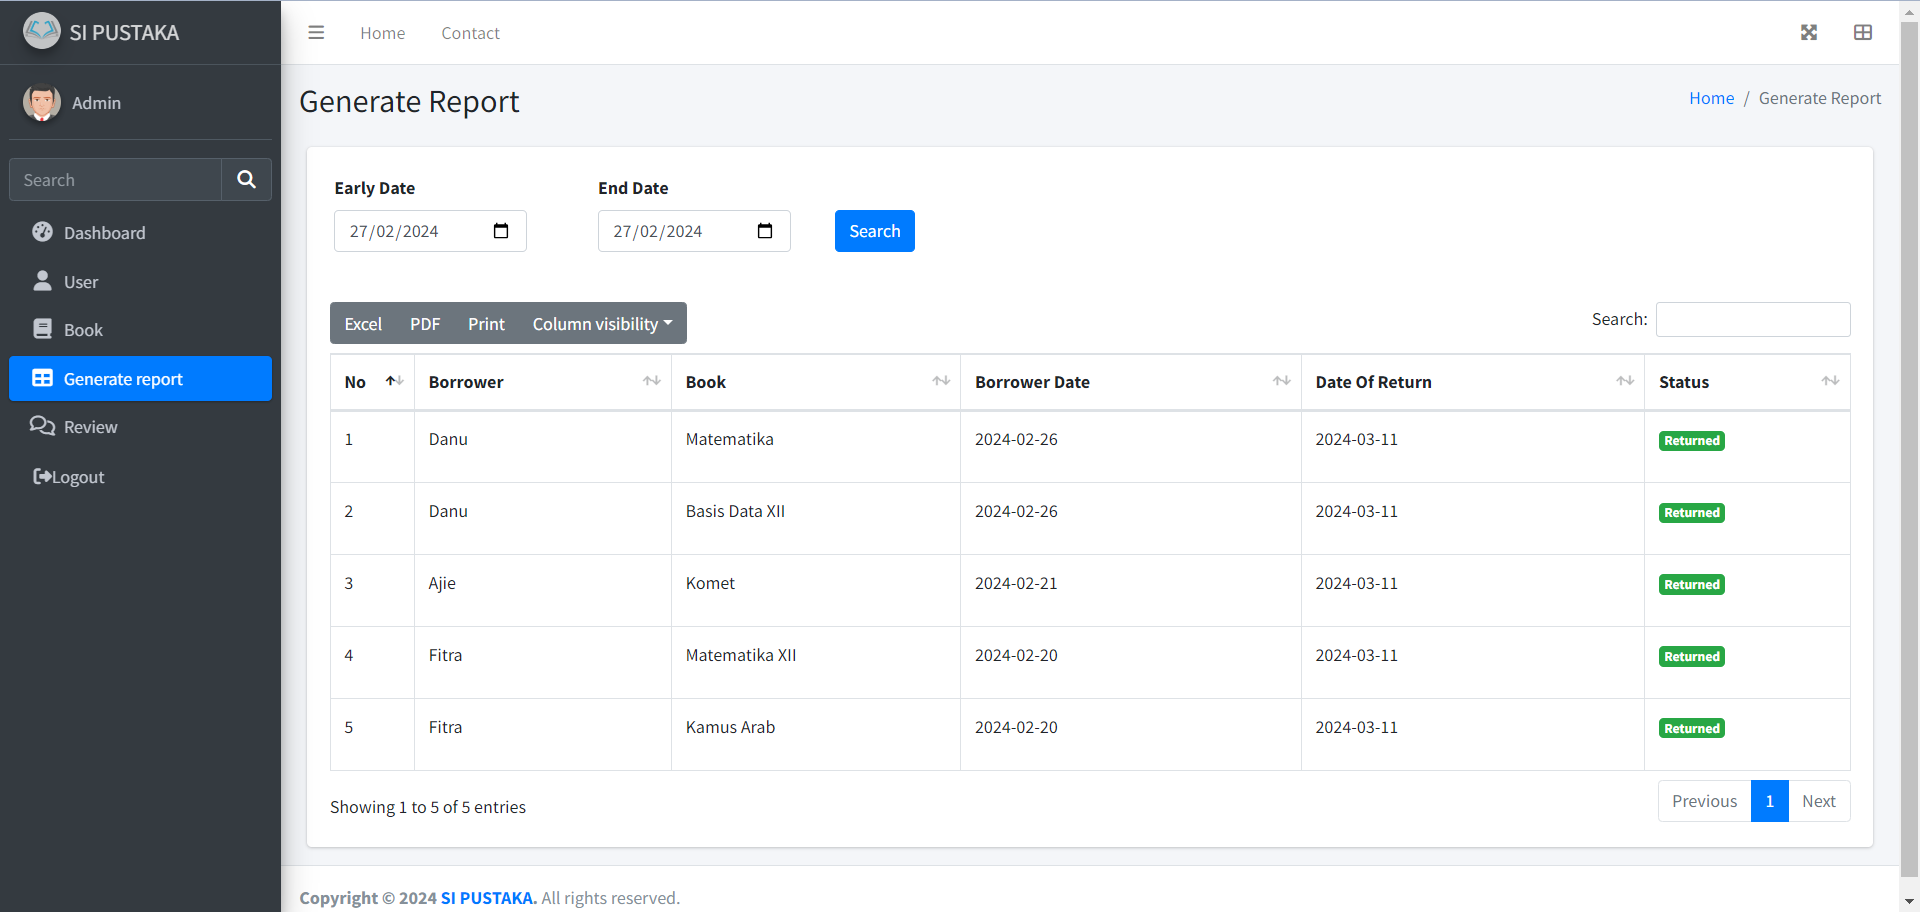 SI PUSTAKA
Home Contact
Admin
Search
Dashboard
User
Book
Generate report
Review
Logout
Generate Report
Home / Generate Report
Early Date End Date
27/02/2024 27/02/2024 Search
Excel PDF Print Column visibility
Search:
No Borrower Book Borrower Date Date Of Return Status
1 Danu Matematika 2024-02-26 2024-03-11 Returned
2 Danu Basis Data XII 2024-02-26 2024-03-11 Returned
3 Ajie Komet 2024-02-21 2024-03-11 Returned
4 Fitra Matematika XII 2024-02-20 2024-03-11 Returned
5 Fitra Kamus Arab 2024-02-20 2024-03-11 Returned
Showing 1 to 5 of 5 entries
Previous 1 Next
Copyright © 2024 SI PUSTAKA. All rights reserved.